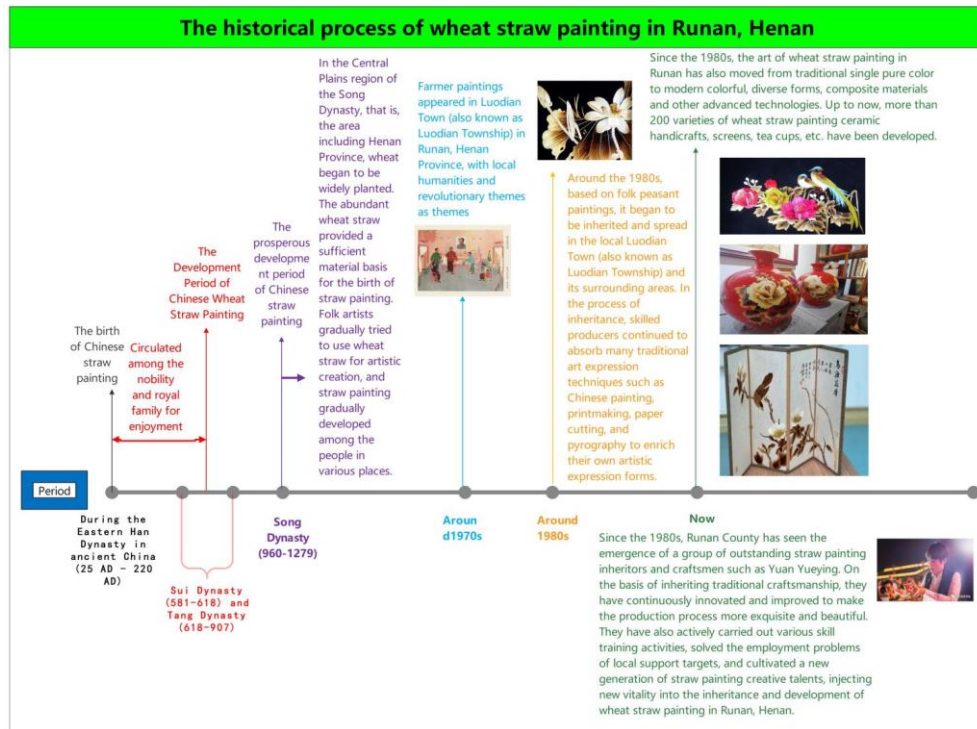 The historical process of wheat straw painting in Runan, Henan
The birth
of Chinese
straw
painting
Circulated
among the
nobility
and royal
family for
enjoyment
The
Development
Period of
Chinese Wheat
Straw Painting
The
prosperous
developme
nt period
of Chinese
straw
painting
In the Central
Plains region of
the Song
Dynasty, that is,
the area
including Henan
Province, wheat
began to be
widely planted.
The abundant
wheat straw
provided a
sufficient
material basis
for the birth of
straw painting.
Folk artists
gradually tried
to use wheat
straw for artistic
creation, and
straw painting
gradually
developed
among the
people in
various places.
Farmer paintings
appeared in Luodian
Town (also known as
Luodian Township) in
Runan, Henan
Province, with local
humanities and
revolutionary themes
as themes
Around the 1980s,
based on folk peasant
paintings, it began to
be inherited and
spread in the
local Luodian
Town (also known as
Luodian Township) and
its surrounding areas. In
the process of
inheritance, skilled
producers continued to
absorb many traditional
art expression
techniques such as
Chinese painting,
printmaking, paper
cutting, and
pyrography to enrich
their own artistic
expression forms.
Since the 1980s, the art of wheat straw painting in
Runan has also moved from traditional single pure color
to modern colorful, diverse forms, composite materials
and other advanced technologies. Up to now, more than
200 varieties of wheat straw painting ceramic
handicrafts, screens, tea cups, etc. have been developed.
Period
During the
Eastern Han
Dynasty in
ancient China
(25 AD - 220
AD)
Sui Dynasty
(581-618) and
Tang Dynasty
(618-907)
Song
Dynasty
(960-1279)
Aroun
d1970s
Around
1980s
Now
Since the 1980s, Runan County has seen the
emergence of a group of outstanding straw painting
inheritors and craftsmen such as Yuan Yueying. On
the basis of inheriting traditional craftsmanship, they
have continuously innovated and improved to make
the production process more exquisite and beautiful.
They have also actively carried out various skill
training activities, solved the employment problems
of local support targets, and cultivated a new
generation of straw painting creative talents, injecting
new vitality into the inheritance and development of
wheat straw painting in Runan, Henan.